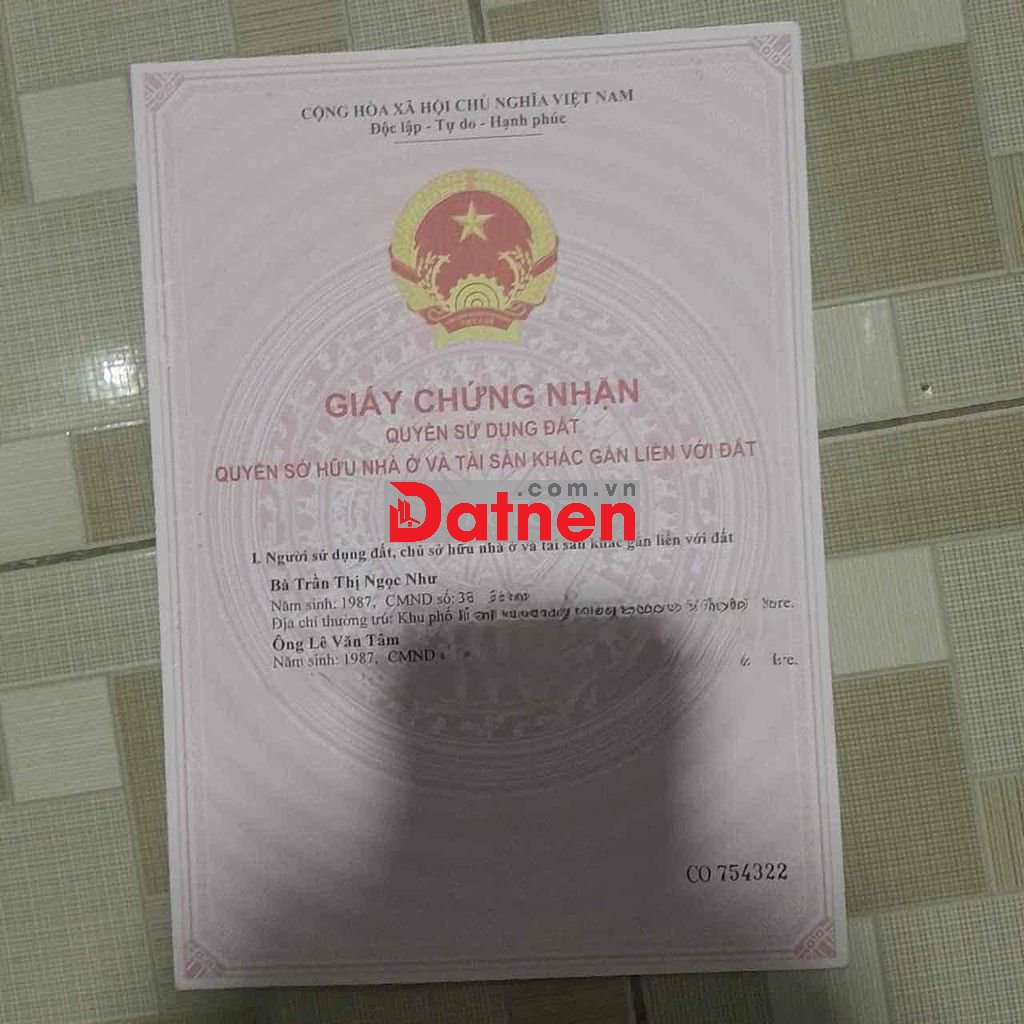 CỘNG HÒA XÃ HỘI CHỦ NGHĨA VIỆT NAM
Độc lập - Tự do - Hạnh phúc
GIẤY CHỨNG NHẬN
QUYỀN SỬ DỤNG ĐẤT
QUYỀN SỞ HỮU NHÀ Ở VÀ TÀI SẢN KHÁC GẮN LIỀN VỚI ĐẤT
.com.vn
Datnen
I. Người sử dụng đất, chủ sở hữu nhà ở và tài sản khác gắn liền với đất
Bà Trần Thị Ngọc Như
Năm sinh: 1987, CMND số:
Địa chỉ thường trú: Khu phố
Ông Lê Văn Tâm
Năm sinh: 1987, CMND
CO 754322